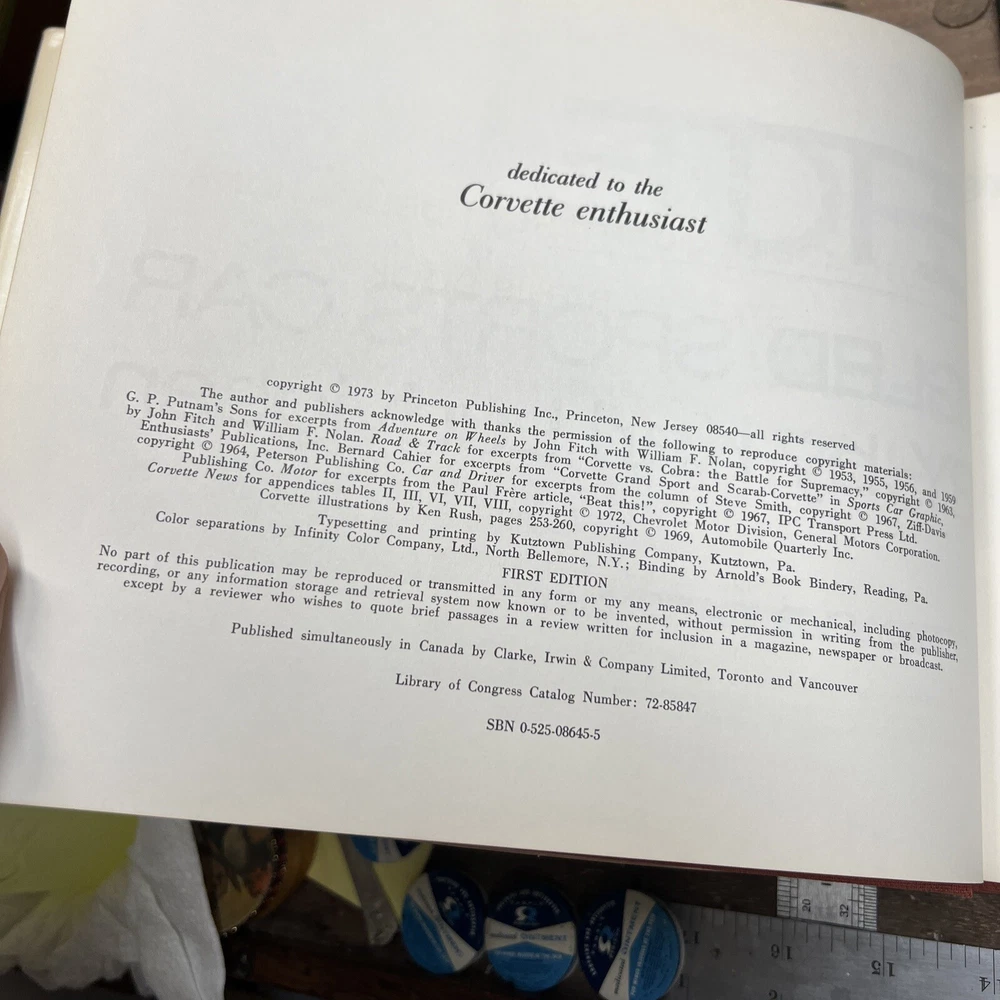 dedicated to the
Corvette enthusiast
copyright © 1973 by Princeton Publishing Inc., Princeton, New Jersey 08540—all rights reserved
The author and publishers acknowledge with thanks the permission of the following to reproduce copyright materials:
G. P. Putnam's Sons for excerpts from Adventure on Wheels by John Fitch with William F. Nolan, copyright © 1953, 1955, 1956, and 1959
by John Fitch and William F. Nolan. Road & Track for excerpts from "Corvette vs. Cobra: the Battle for Supremacy," copyright © 1963,
Enthusiasts' Publications, Inc. Bernard Cahier for excerpts from "Corvette Grand Sport and Scarab-Corvette" in Sports Car Graphic,
copyright © 1964, Peterson Publishing Co. Car and Driver for excerpts from the column of Steve Smith, copyright © 1967, Ziff-Davis
Publishing Co. Motor for excerpts from the Paul Frère article, "Beat this!", copyright © 1967, IPC Transport Press Ltd.
Corvette News for appendices tables II, III, VI, VII, VIII, copyright © 1972, Chevrolet Motor Division, General Motors Corporation.
Corvette illustrations by Ken Rush, pages 253-260, copyright © 1969, Automobile Quarterly Inc.
Typesetting and printing by Kutztown Publishing Company, Kutztown, Pa.
Color separations by Infinity Color Company, Ltd., North Bellemore, N.Y.; Binding by Arnold's Book Bindery, Reading, Pa.
FIRST EDITION
No part of this publication may be reproduced or transmitted in any form or my any means, electronic or mechanical, including photocopy,
recording, or any information storage and retrieval system now known or to be invented, without permission in writing from the publisher,
except by a reviewer who wishes to quote brief passages in a review written for inclusion in a magazine, newspaper or broadcast.
Published simultaneously in Canada by Clarke, Irwin & Company Limited, Toronto and Vancouver
Library of Congress Catalog Number: 72-85847
SBN 0-525-08645-5
20
32
16
15